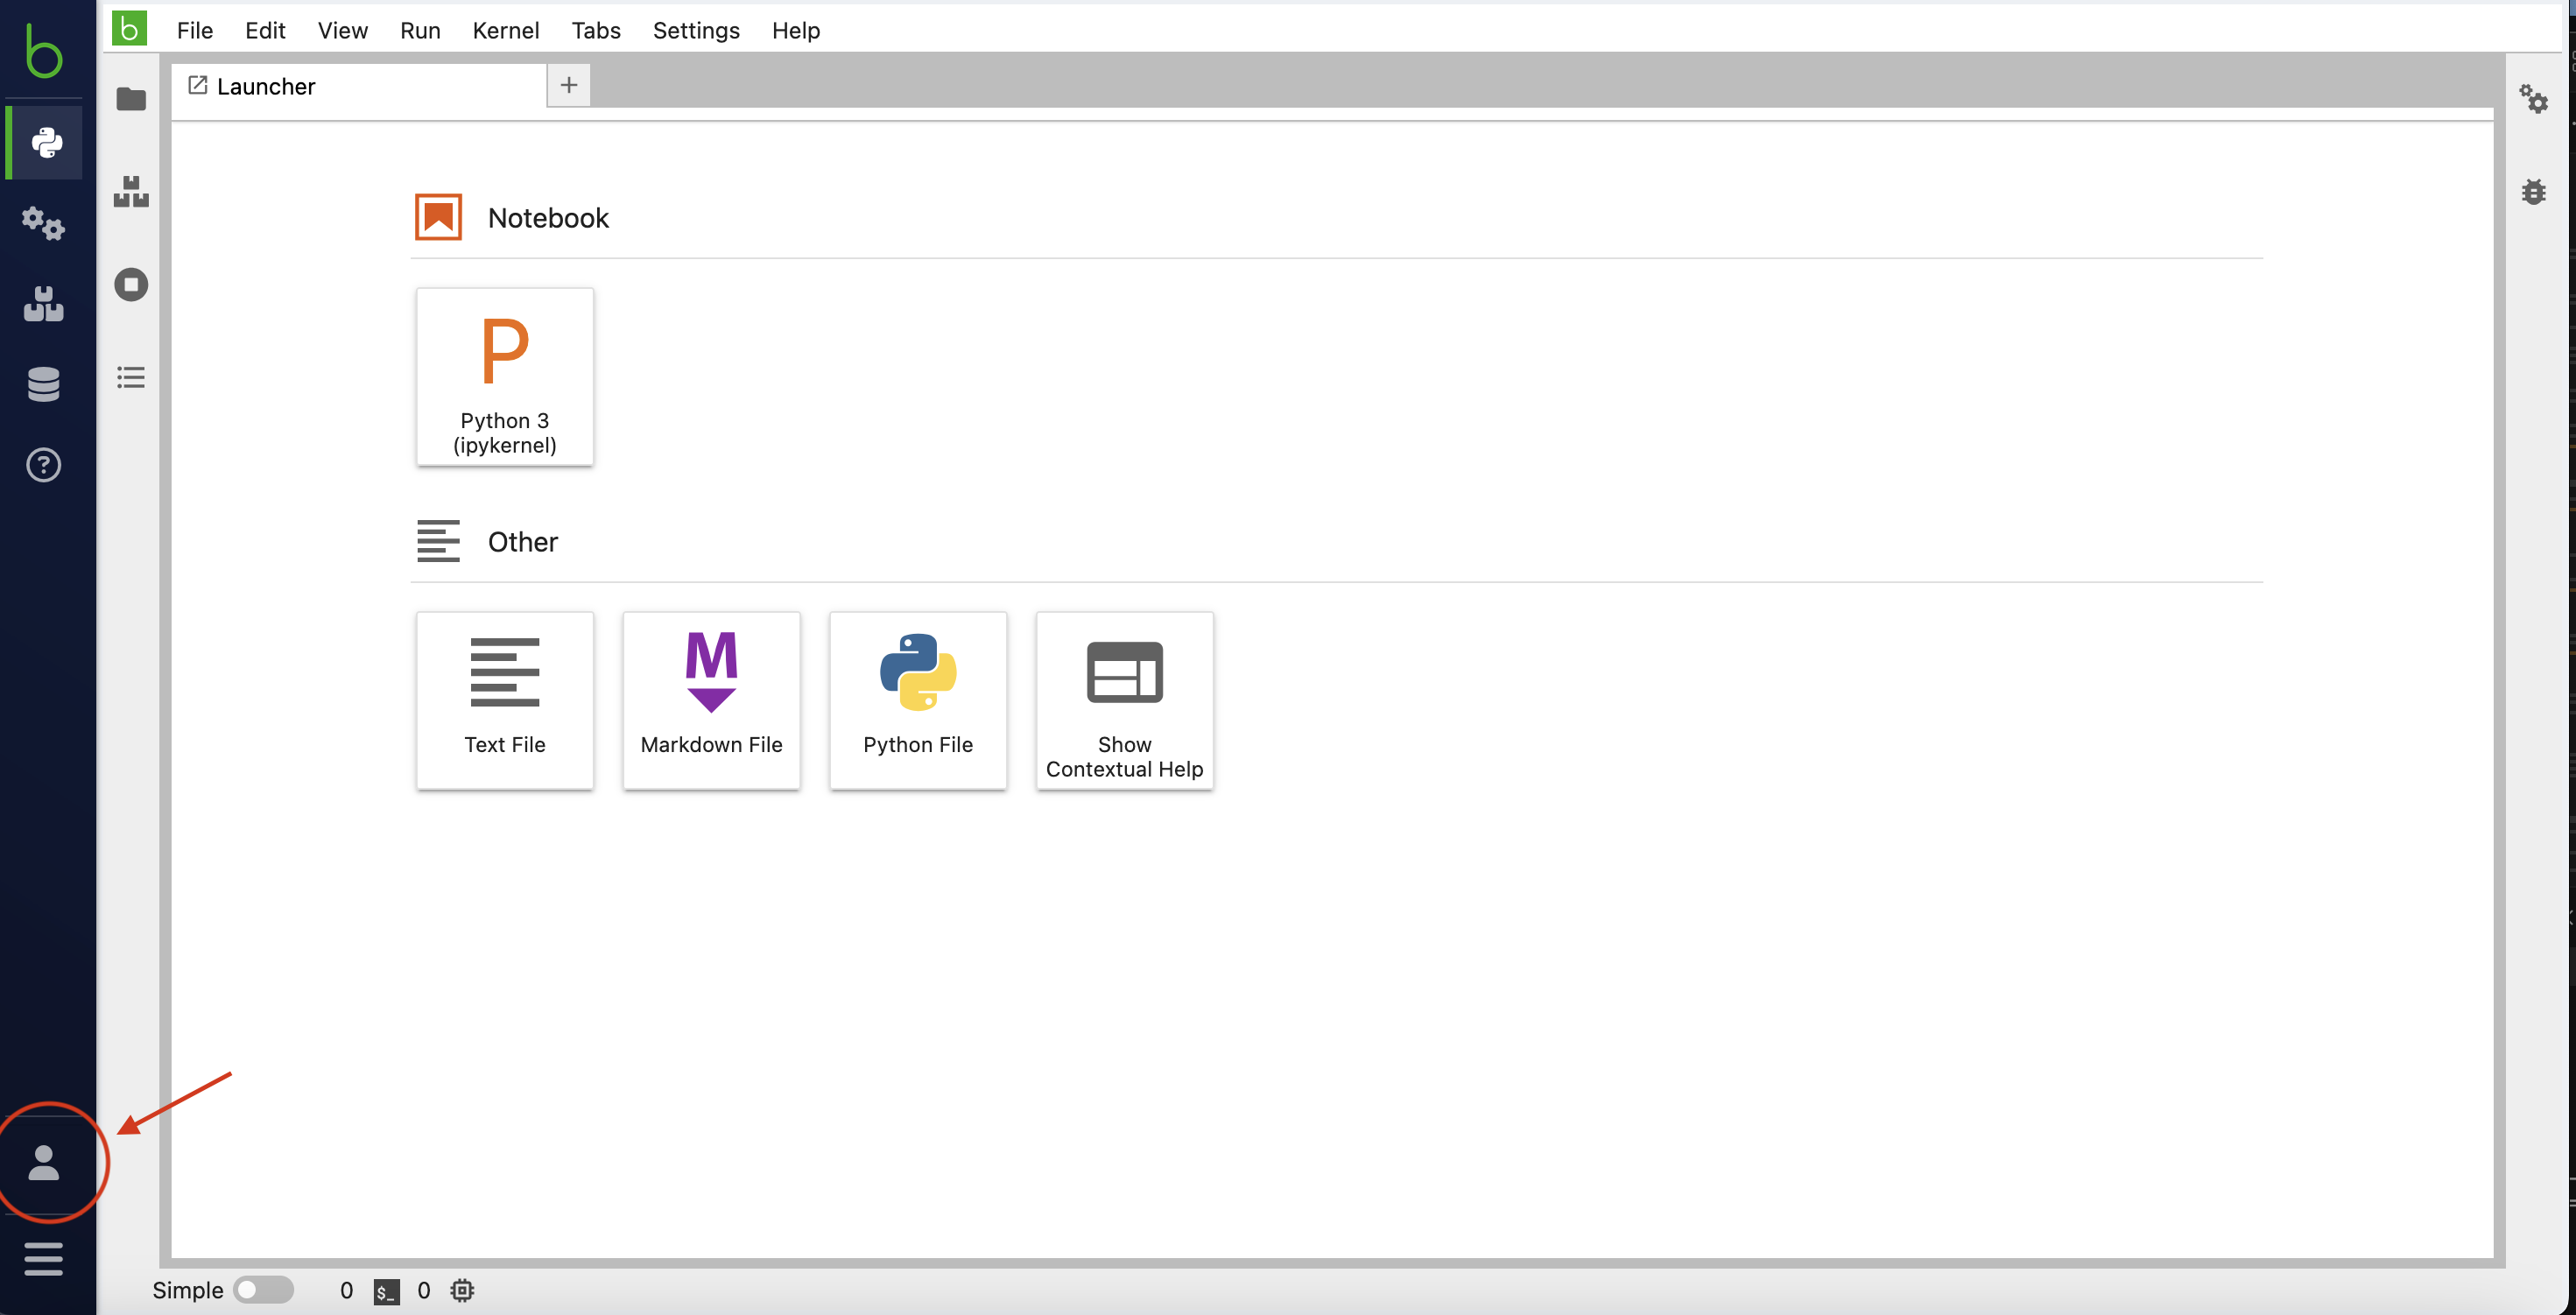 File Edit View Run Kernel Tabs Settings Help
Launcher
Notebook
P
Python 3
(ipykernel)
Other
M
Text File
Markdown File
Python File
Show
Contextual Help
Simple 0 $_ 0